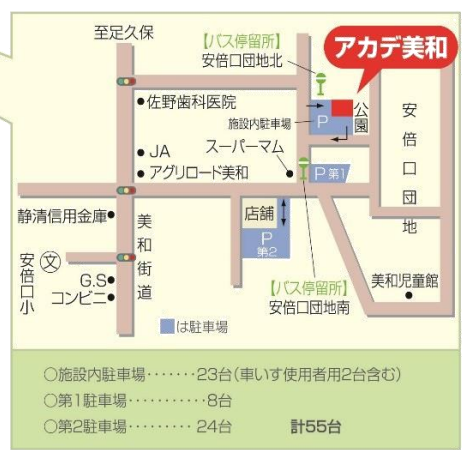 至足久保
【バス停留所】
安倍口団地北
アカデ美和
佐野歯科医院
施設内駐車場
P
公園
安倍口団地
JA
スーパーマム
アグリロード美和
P第1
静清信用金庫
美和街道
店舗
P
第2
安倍口小
文
G.S
コンビニ
【バス停留所】
安倍口団地南
美和児童館
は駐車場
○施設内駐車場・・・・・・・23台(車いす使用者用2台含む)
○第1駐車場・・・・・・・・・・・8台
○第2駐車場・・・・・・・・・24台 計55台